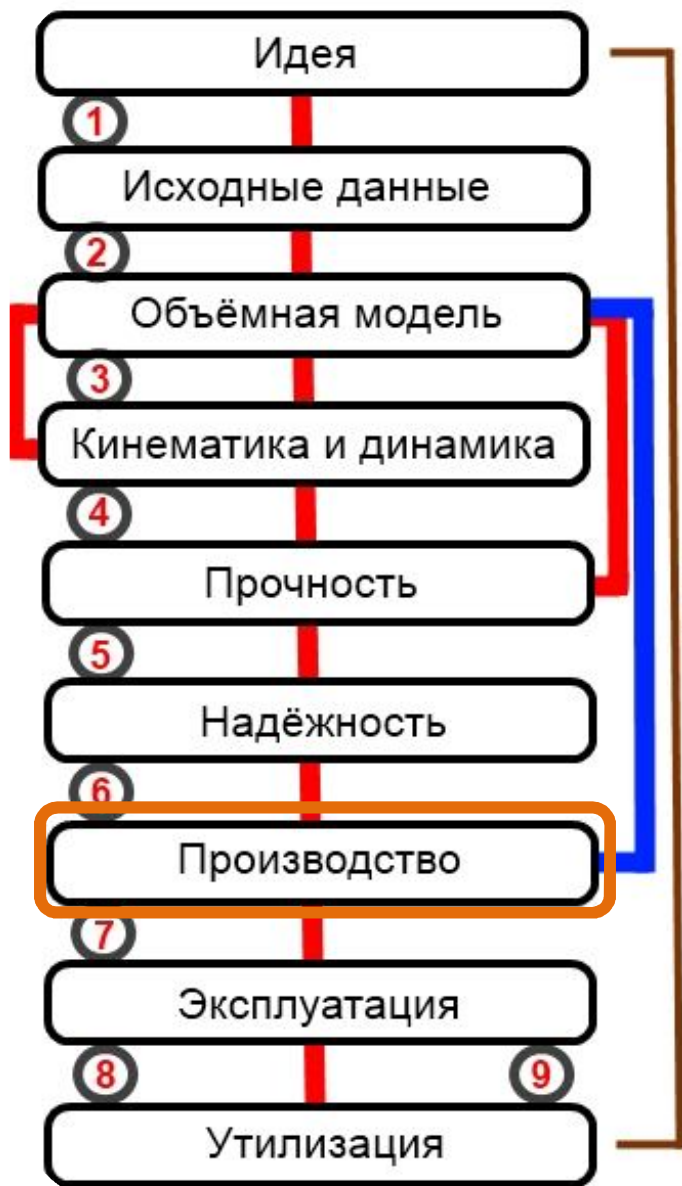 Идея
1
Исходные данные
2
Объёмная модель
3
Кинематика и динамика
4
Прочность
5
Надёжность
6
Производство
7
Эксплуатация
8 9
Утилизация